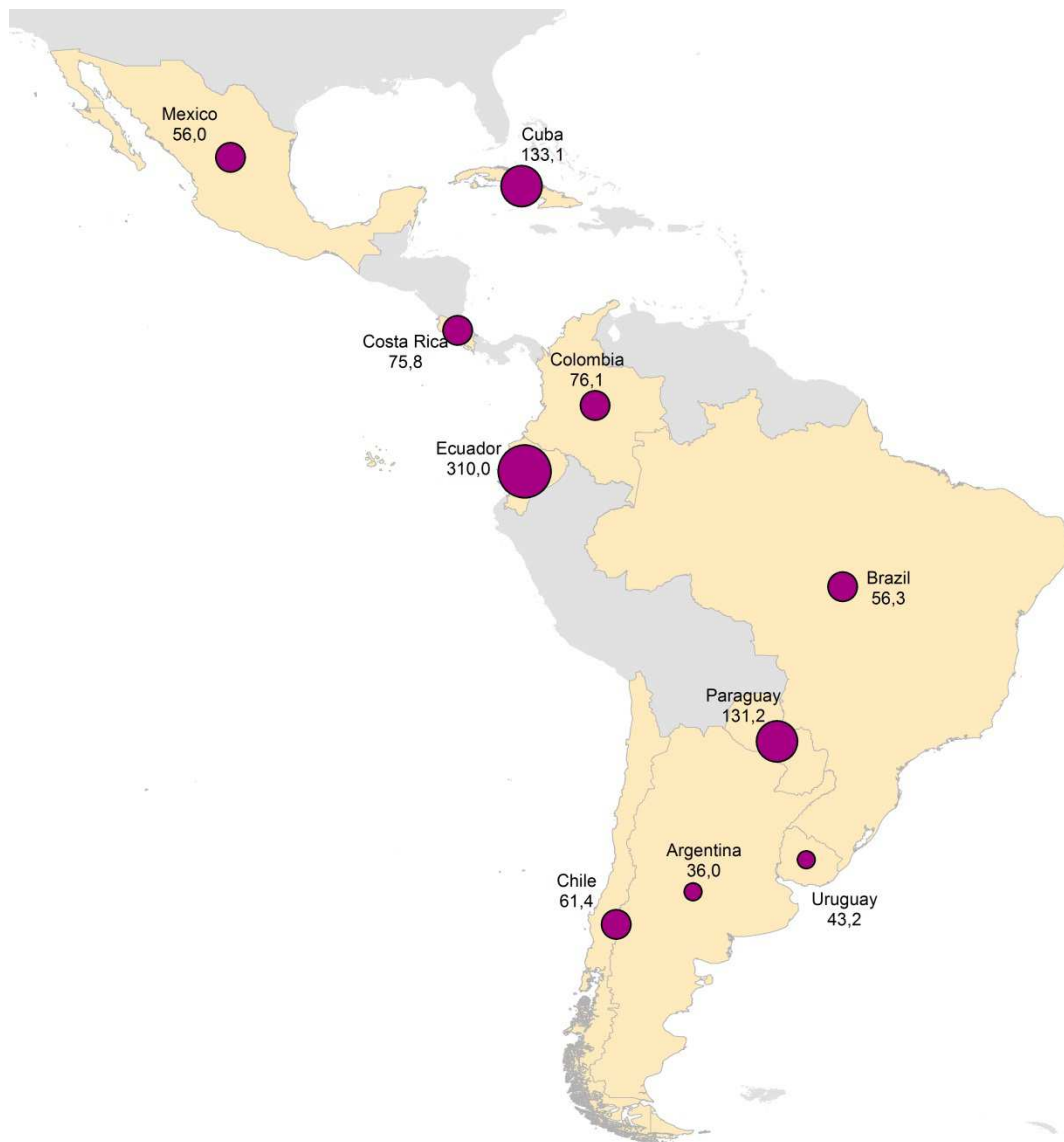 Mexico
56,0
Cuba
133,1
Costa Rica
75,8
Colombia
76,1
Ecuador
310,0
Brazil
56,3
Paraguay
131,2
Argentina
36,0
Chile
61,4
Uruguay
43,2